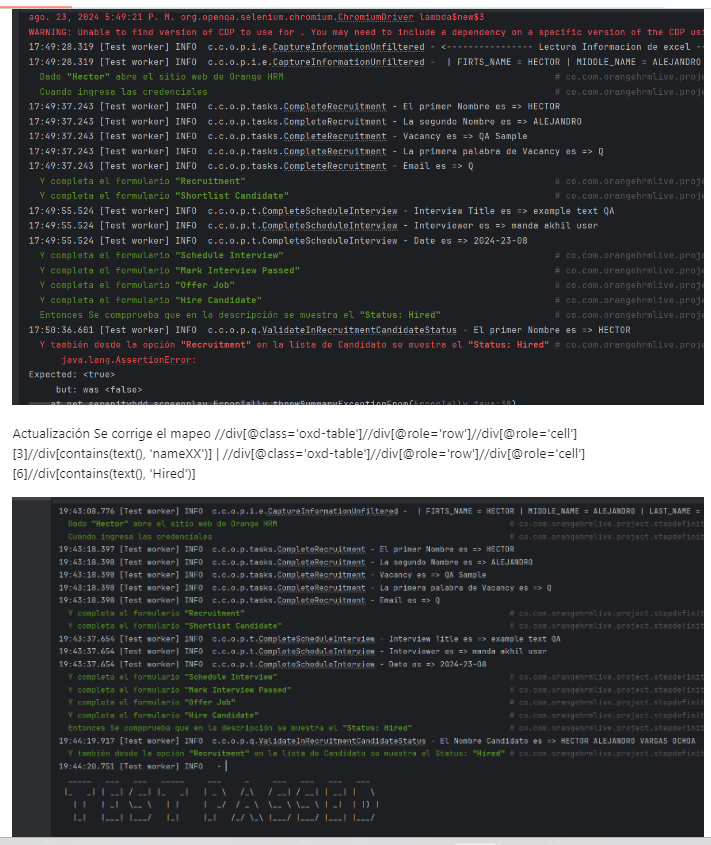 ago. 23, 2024 5:49:21 P. M. org.openqa.selenium.chromium.ChromiumDriver lambda$new$3
WARNING: Unable to find version of CDP to use for . You may need to include a dependency on a specific version of the CDP usi
17:49:28.319 [Test worker] INFO  c.c.o.p.i.e.CaptureInformationUnfiltered - <---------------- Lectura Informacion de excel --
17:49:28.319 [Test worker] INFO  c.c.o.p.i.e.CaptureInformationUnfiltered -  | FIRTS_NAME = HECTOR | MIDDLE_NAME = ALEJANDRO
Dado "Hector" abre el sitio web de Orange HRM # co.com.orangehrmlive.proje
Cuando ingresa las credenciales # co.com.orangehrmlive.proje
17:49:37.243 [Test worker] INFO  c.c.o.p.tasks.CompleteRecruitment - El primer Nombre es => HECTOR
17:49:37.243 [Test worker] INFO  c.c.o.p.tasks.CompleteRecruitment - La segundo Nombre es => ALEJANDRO
17:49:37.243 [Test worker] INFO  c.c.o.p.tasks.CompleteRecruitment - Vacancy es => QA Sample
17:49:37.243 [Test worker] INFO  c.c.o.p.tasks.CompleteRecruitment - La primera palabra de Vacancy es => Q
17:49:37.243 [Test worker] INFO  c.c.o.p.tasks.CompleteRecruitment - Email es => Q
Y completa el formulario "Recruitment" # co.com.orangehrmlive.proje
Y completa el formulario "Shortlist Candidate" # co.com.orangehrmlive.proje
17:49:55.524 [Test worker] INFO  c.c.o.p.t.CompleteScheduleInterview - Interview Title es => example text QA
17:49:55.524 [Test worker] INFO  c.c.o.p.t.CompleteScheduleInterview - Interviewer es => manda akhil user
17:49:55.524 [Test worker] INFO  c.c.o.p.t.CompleteScheduleInterview - Date es => 2024-23-08
Y completa el formulario "Schedule Interview" # co.com.orangehrmlive.proje
Y completa el formulario "Mark Interview Passed" # co.com.orangehrmlive.proje
Y completa el formulario "Offer Job" # co.com.orangehrmlive.proje
Y completa el formulario "Hire Candidate" # co.com.orangehrmlive.proje
Entonces Se compprueba que en la descripción se muestra el "Status: Hired" # co.com.orangehrmlive.proje
17:50:36.601 [Test worker] INFO  c.c.o.p.q.ValidateInRecruitmentCandidateStatus - El primer Nombre es => HECTOR
Y también desde la opción "Recruitment" en la lista de Candidato se muestra el "Status: Hired" # co.com.orangehrmlive.proje
java.lang.AssertionError:
Expected: <true>
but: was <false>
at net.serenitybdd.screenplay.ErrorTally.throwSummaryExceptionFrom(ErrorTally.java:38)
Actualización Se corrige el mapeo //div[@class='oxd-table']//div[@role='row']//div[@role='cell']
[3]//div[contains(text(), 'nameXX')] | //div[@class='oxd-table']//div[@role='row']//div[@role='cell']
[6]//div[contains(text(), 'Hired')]
19:43:08.776 [Test worker] INFO  c.c.o.p.i.e.CaptureInformationUnfiltered -  | FIRTS_NAME = HECTOR | MIDDLE_NAME = ALEJANDRO | LAST_NAME =
Dado "Hector" abre el sitio web de Orange HRM # co.com.orangehrmlive.project.stepdefinit
Cuando ingresa las credenciales # co.com.orangehrmlive.project.stepdefinit
19:43:18.397 [Test worker] INFO  c.c.o.p.tasks.CompleteRecruitment - El primer Nombre es => HECTOR
19:43:18.398 [Test worker] INFO  c.c.o.p.tasks.CompleteRecruitment - La segundo Nombre es => ALEJANDRO
19:43:18.398 [Test worker] INFO  c.c.o.p.tasks.CompleteRecruitment - Vacancy es => QA Sample
19:43:18.398 [Test worker] INFO  c.c.o.p.tasks.CompleteRecruitment - La primera palabra de Vacancy es => Q
19:43:18.398 [Test worker] INFO  c.c.o.p.tasks.CompleteRecruitment - Email es => Q
Y completa el formulario "Recruitment" # co.com.orangehrmlive.project.stepdefinit
Y completa el formulario "Shortlist Candidate" # co.com.orangehrmlive.project.stepdefinit
19:43:37.654 [Test worker] INFO  c.c.o.p.t.CompleteScheduleInterview - Interview Title es => example text QA
19:43:37.654 [Test worker] INFO  c.c.o.p.t.CompleteScheduleInterview - Interviewer es => manda akhil user
19:43:37.654 [Test worker] INFO  c.c.o.p.t.CompleteScheduleInterview - Date es => 2024-23-08
Y completa el formulario "Schedule Interview" # co.com.orangehrmlive.project.stepdefinit
Y completa el formulario "Mark Interview Passed" # co.com.orangehrmlive.project.stepdefinit
Y completa el formulario "Offer Job" # co.com.orangehrmlive.project.stepdefinit
Y completa el formulario "Hire Candidate" # co.com.orangehrmlive.project.stepdefinit
Entonces Se compprueba que en la descripción se muestra el "Status: Hired" # co.com.orangehrmlive.project.stepdefinit
19:44:19.917 [Test worker] INFO  c.c.o.p.q.ValidateInRecruitmentCandidateStatus - El Nombre Candidato es => HECTOR ALEJANDRO VARGAS OCHOA
Y también desde la opción "Recruitment" en la lista de Candidato se muestra el Status: "Hired" # co.com.orangehrmlive.project.stepdefinit
19:44:20.751 [Test worker] INFO   -
TEST PASSED